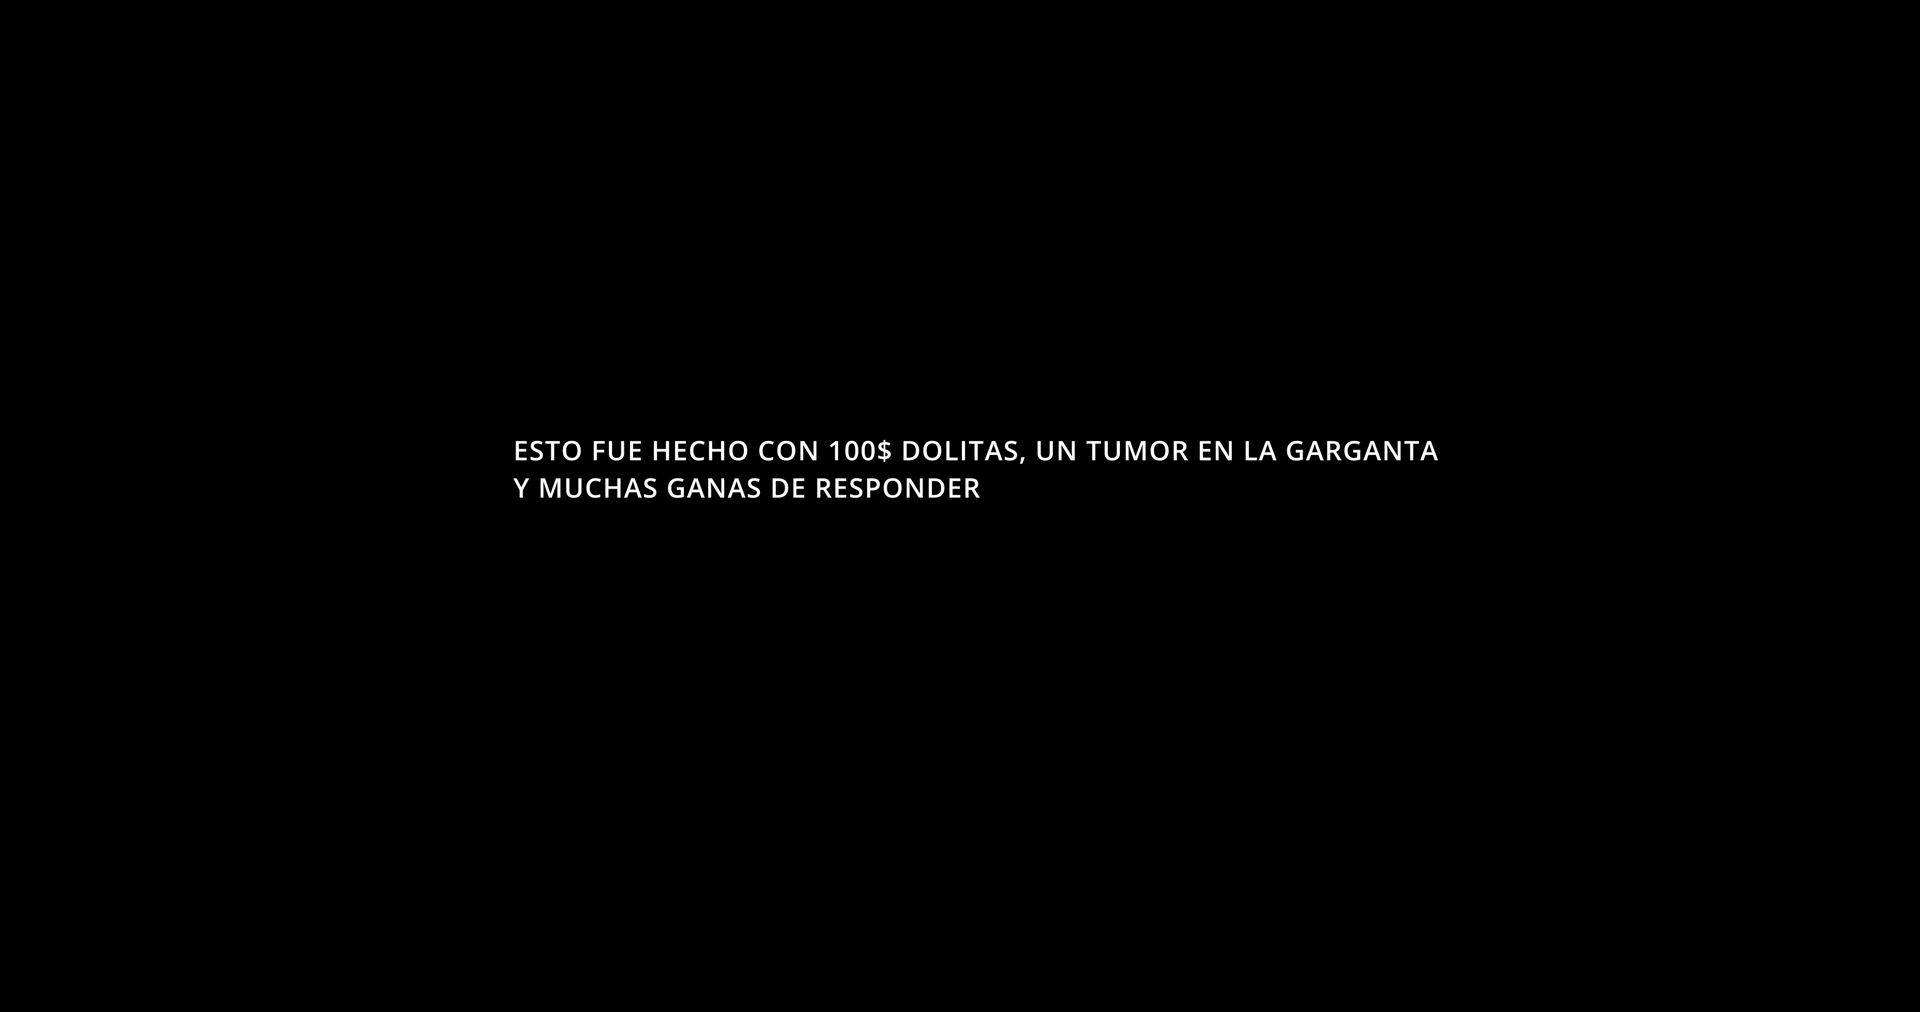 ESTO FUE HECHO CON 100$ DOLITAS, UN TUMOR EN LA GARGANTA
Y MUCHAS GANAS DE RESPONDER